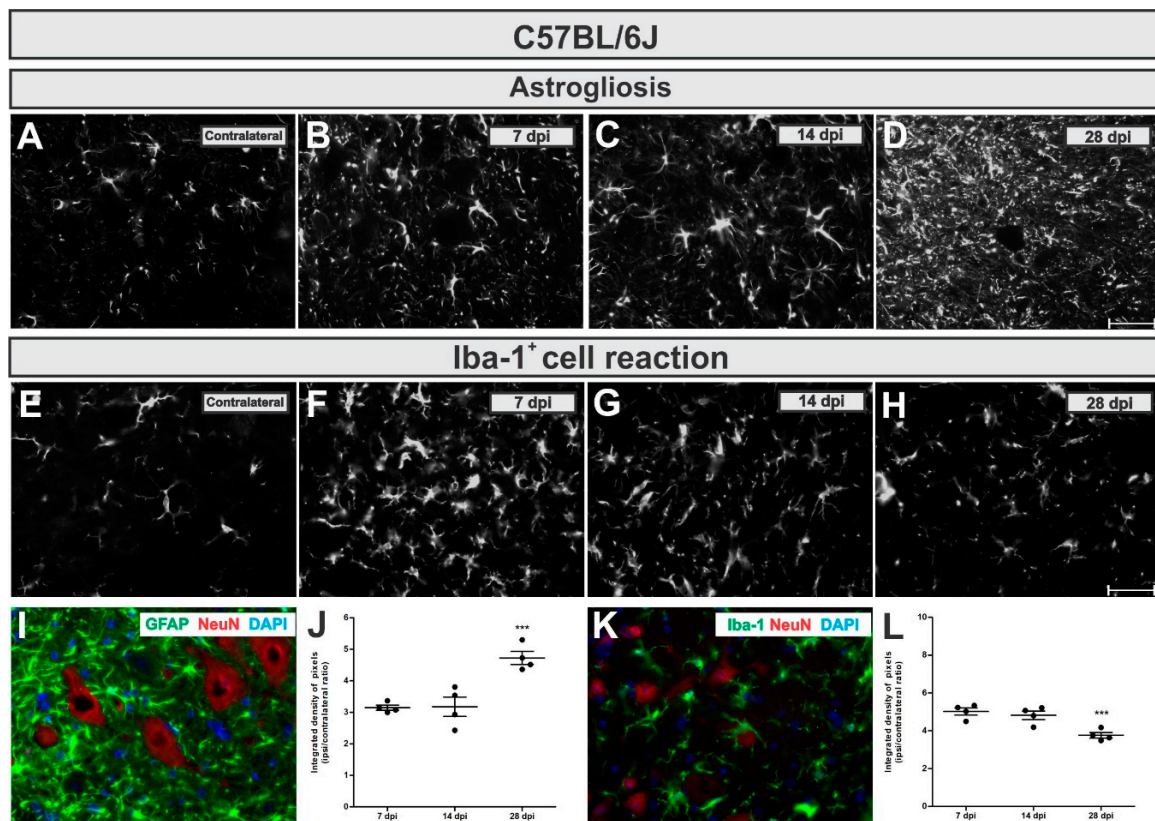 C57BL/6J
Astrogliosis
A
Contralateral
B
7 dpi
C
14 dpi
D
28 dpi
Iba-1+ cell reaction
E
Contralateral
F
7 dpi
G
14 dpi
H
28 dpi
I
GFAP NeuN DAPI
J
Integrated density of pixels
(ipsi/contralateral ratio)
6
5
4
3
2
1
0
***
7 dpi 14 dpi 28 dpi
K
Iba-1 NeuN DAPI
L
Integrated density of pixels
(ipsi/contralateral ratio)
10
8
6
4
2
0
***
7 dpi 14 dpi 28 dpi